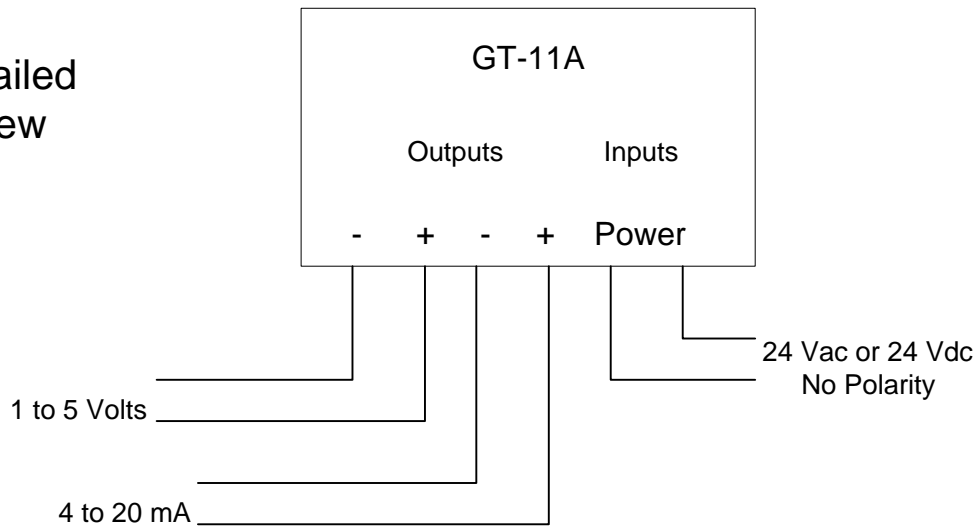 ailed
ew
GT-11A
Outputs Inputs
- + - + Power
24 Vac or 24 Vdc
No Polarity
1 to 5 Volts
4 to 20 mA